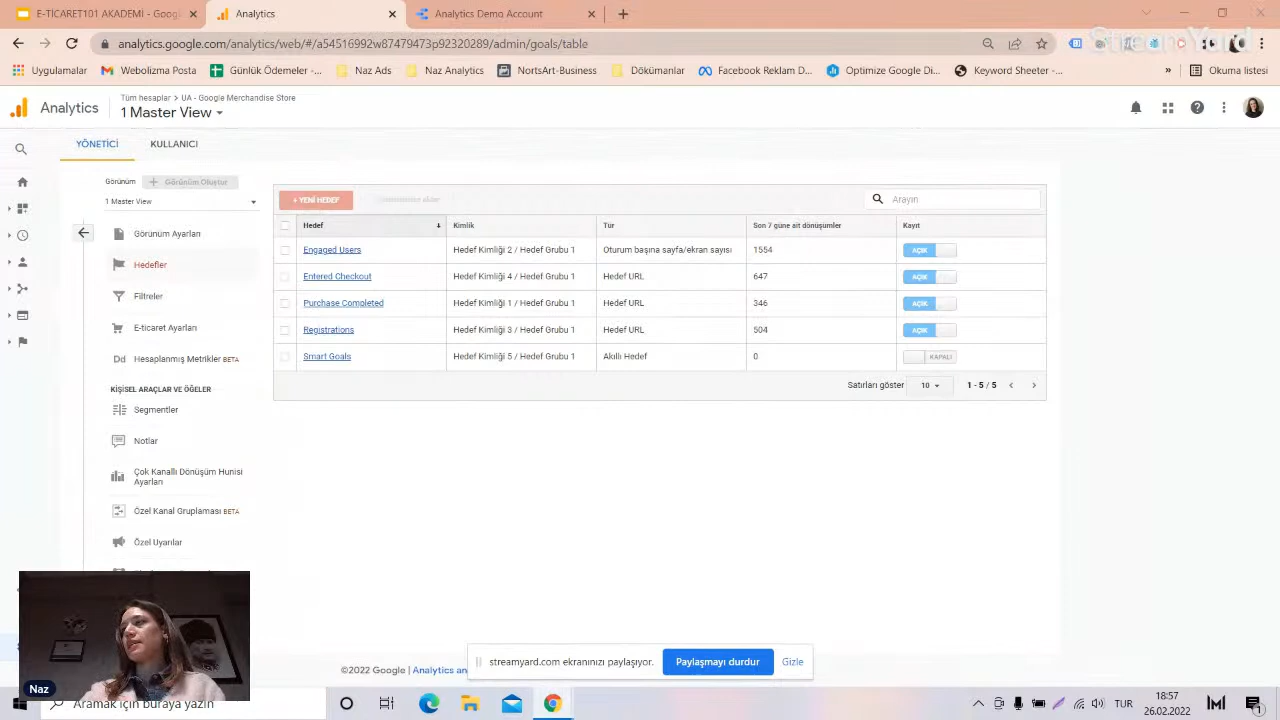 E-TİCARET101 AKADEMİ - Googl
Analytics
Analytics Demo Account
analytics.google.com/analytics/web/#/a54516992w87479473p92320289/admin/goals/table
StreamYard
Uygulamalar
Webolizma Posta
Günlük Ödemeler -...
Naz Ads
Naz Analytics
NortsArt-Business
Dökümanlar
Facebook Reklam D...
Optimize Google Di...
Keyword Sheeter -...
»
Okuma listesi
Analytics
Tüm hesaplar > UA - Google Merchandise Store
1 Master View
YÖNETİCİ
KULLANICI
Görünüm
+ Görünüm Oluştur
1 Master View
Görünüm Ayarları
Hedefler
Filtreler
E-ticaret Ayarları
Dd Hesaplanmış Metrikler BETA
KİŞİSEL ARAÇLAR VE ÖĞELER
Segmentler
Notlar
Çok Kanallı Dönüşüm Hunisi
Ayarları
Özel Kanal Gruplaması BETA
Özel Uyarılar
+ YENİ HEDEF
Arayın
Hedef
Kimlik
Tür
Son 7 güne ait dönüşümler
Kayıt
Engaged Users
Hedef Kimliği 2 / Hedef Grubu 1
Oturum başına sayfa/ekran sayısı
1554
AÇIK
Entered Checkout
Hedef Kimliği 4 / Hedef Grubu 1
Hedef URL
647
AÇIK
Purchase Completed
Hedef Kimliği 1 / Hedef Grubu 1
Hedef URL
346
AÇIK
Registrations
Hedef Kimliği 3 / Hedef Grubu 1
Hedef URL
504
AÇIK
Smart Goals
Hedef Kimliği 5 / Hedef Grubu 1
Akıllı Hedef
0
KAPALI
Satırları göster
10
1 - 5 / 5
streamyard.com ekranınızı paylaşıyor.
Paylaşmayı durdur
Gizle
©2022 Google | Analytics an
Naz
Aramak için buraya yazın
TUR
18:57
26.02.2022
1